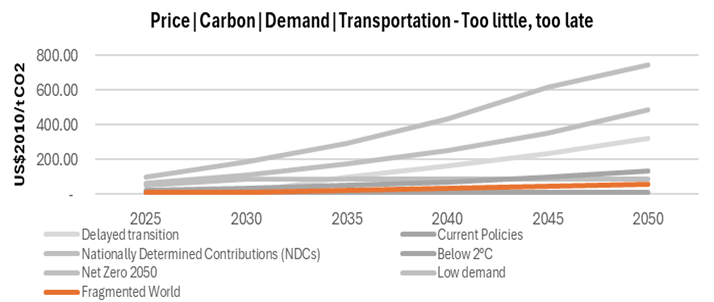 Price|Carbon|Demand|Transportation - Too little, too late
US$2010/t CO2
800.00
600.00
400.00
200.00
-
2025 2030 2035 2040 2045 2050
Delayed transition Current Policies
Nationally Determined Contributions (NDCs) Below 2ºC
Net Zero 2050 Low demand
Fragmented World